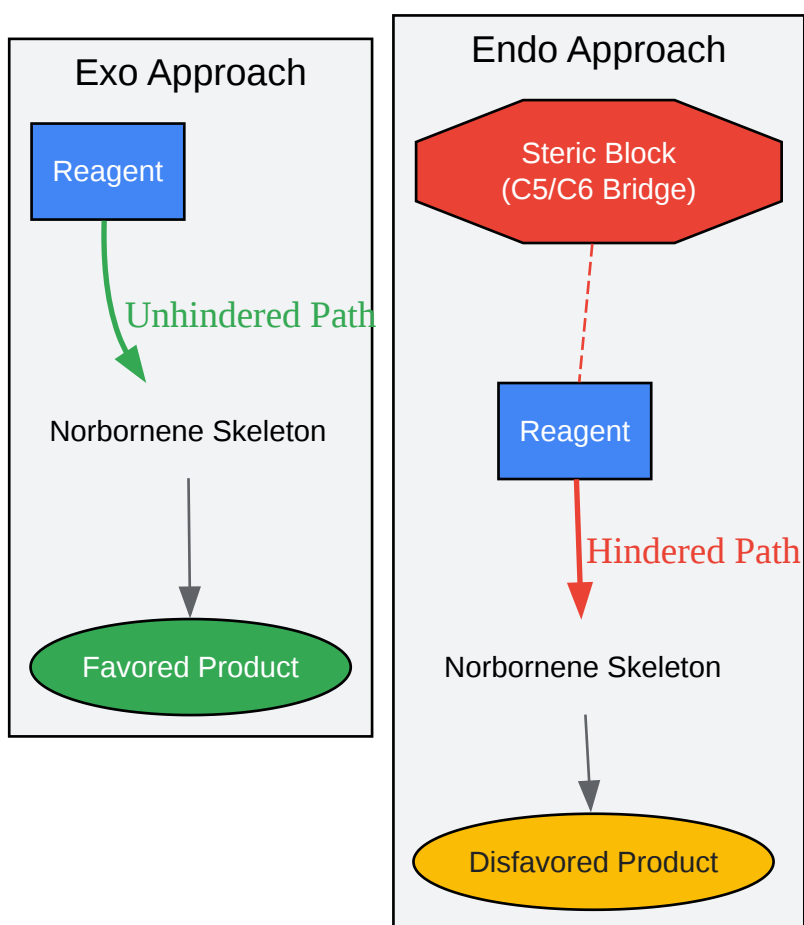 Exo Approach
Reagent
Unhindered Path
Norbornene Skeleton
Favored Product
Endo Approach
Steric Block
(C5/C6 Bridge)
Reagent
Hindered Path
Norbornene Skeleton
Disfavored Product